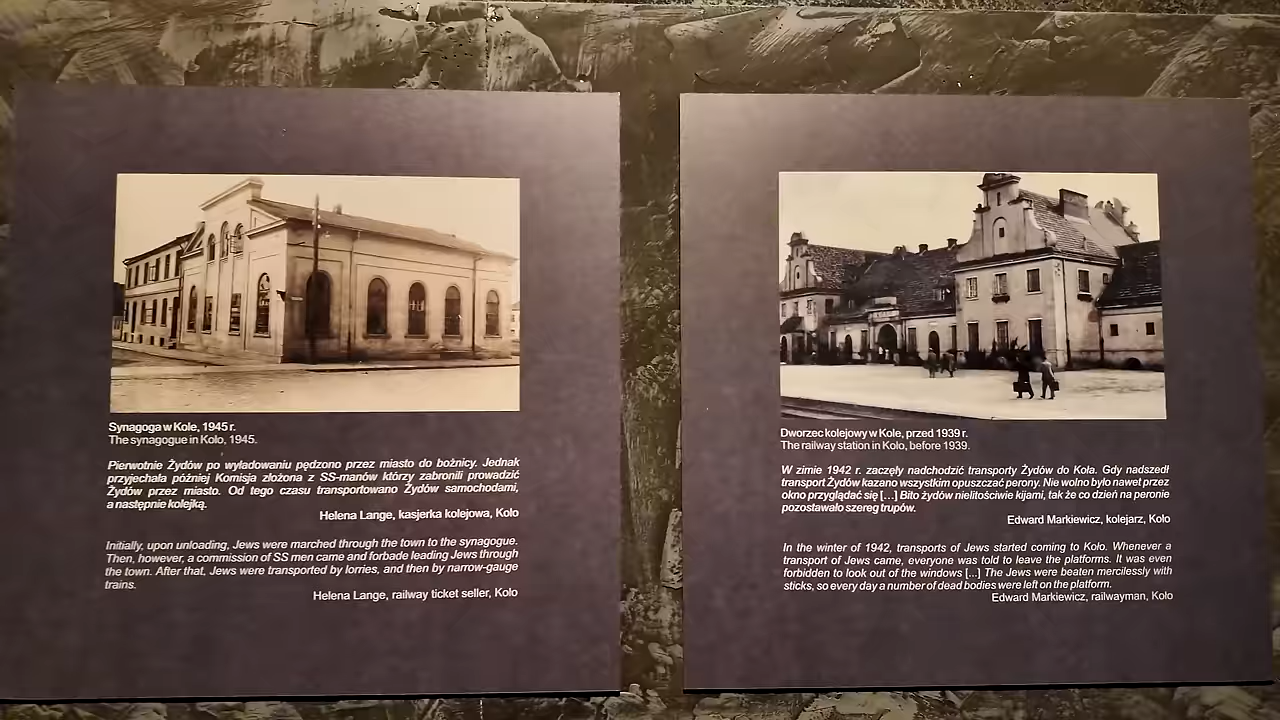 Synagoga w Kole, 1945 r.
The synagogue in Koło, 1945.
Pierwotnie Żydów po wyładowaniu pędzono przez miasto do bożnicy. Jednak
przyjechała później Komisja złożona z SS-manów którzy zabronili prowadzić
Żydów przez miasto. Od tego czasu transportowano Żydów samochodami,
a następnie kolejką.
Helena Lange, kasjerka kolejowa, Koło
Initially, upon unloading, Jews were marched through the town to the synagogue.
Then, however, a commission of SS men came and forbade leading Jews through
the town. After that, Jews were transported by lorries, and then by narrow-gauge
trains.
Helena Lange, railway ticket seller, Koło
Dworzec kolejowy w Kole, przed 1939 r.
The railway station in Koło, before 1939.
W zimie 1942 r. zaczęły nadchodzić transporty Żydów do Koła. Gdy nadszedł
transport Żydów kazano wszystkim opuszczać perony. Nie wolno było nawet przez
okno przyglądać się [...] Bito żydów nielitościwie kijami, tak że co dzień na peronie
pozostawało szereg trupów.
Edward Markiewicz, kolejarz, Koło
In the winter of 1942, transports of Jews started coming to Koło. Whenever a
transport of Jews came, everyone was told to leave the platforms. It was even
forbidden to look out of the windows [...] The Jews were beaten mercilessly with
sticks, so every day a number of dead bodies were left on the platform.
Edward Markiewicz, railwayman, Koło